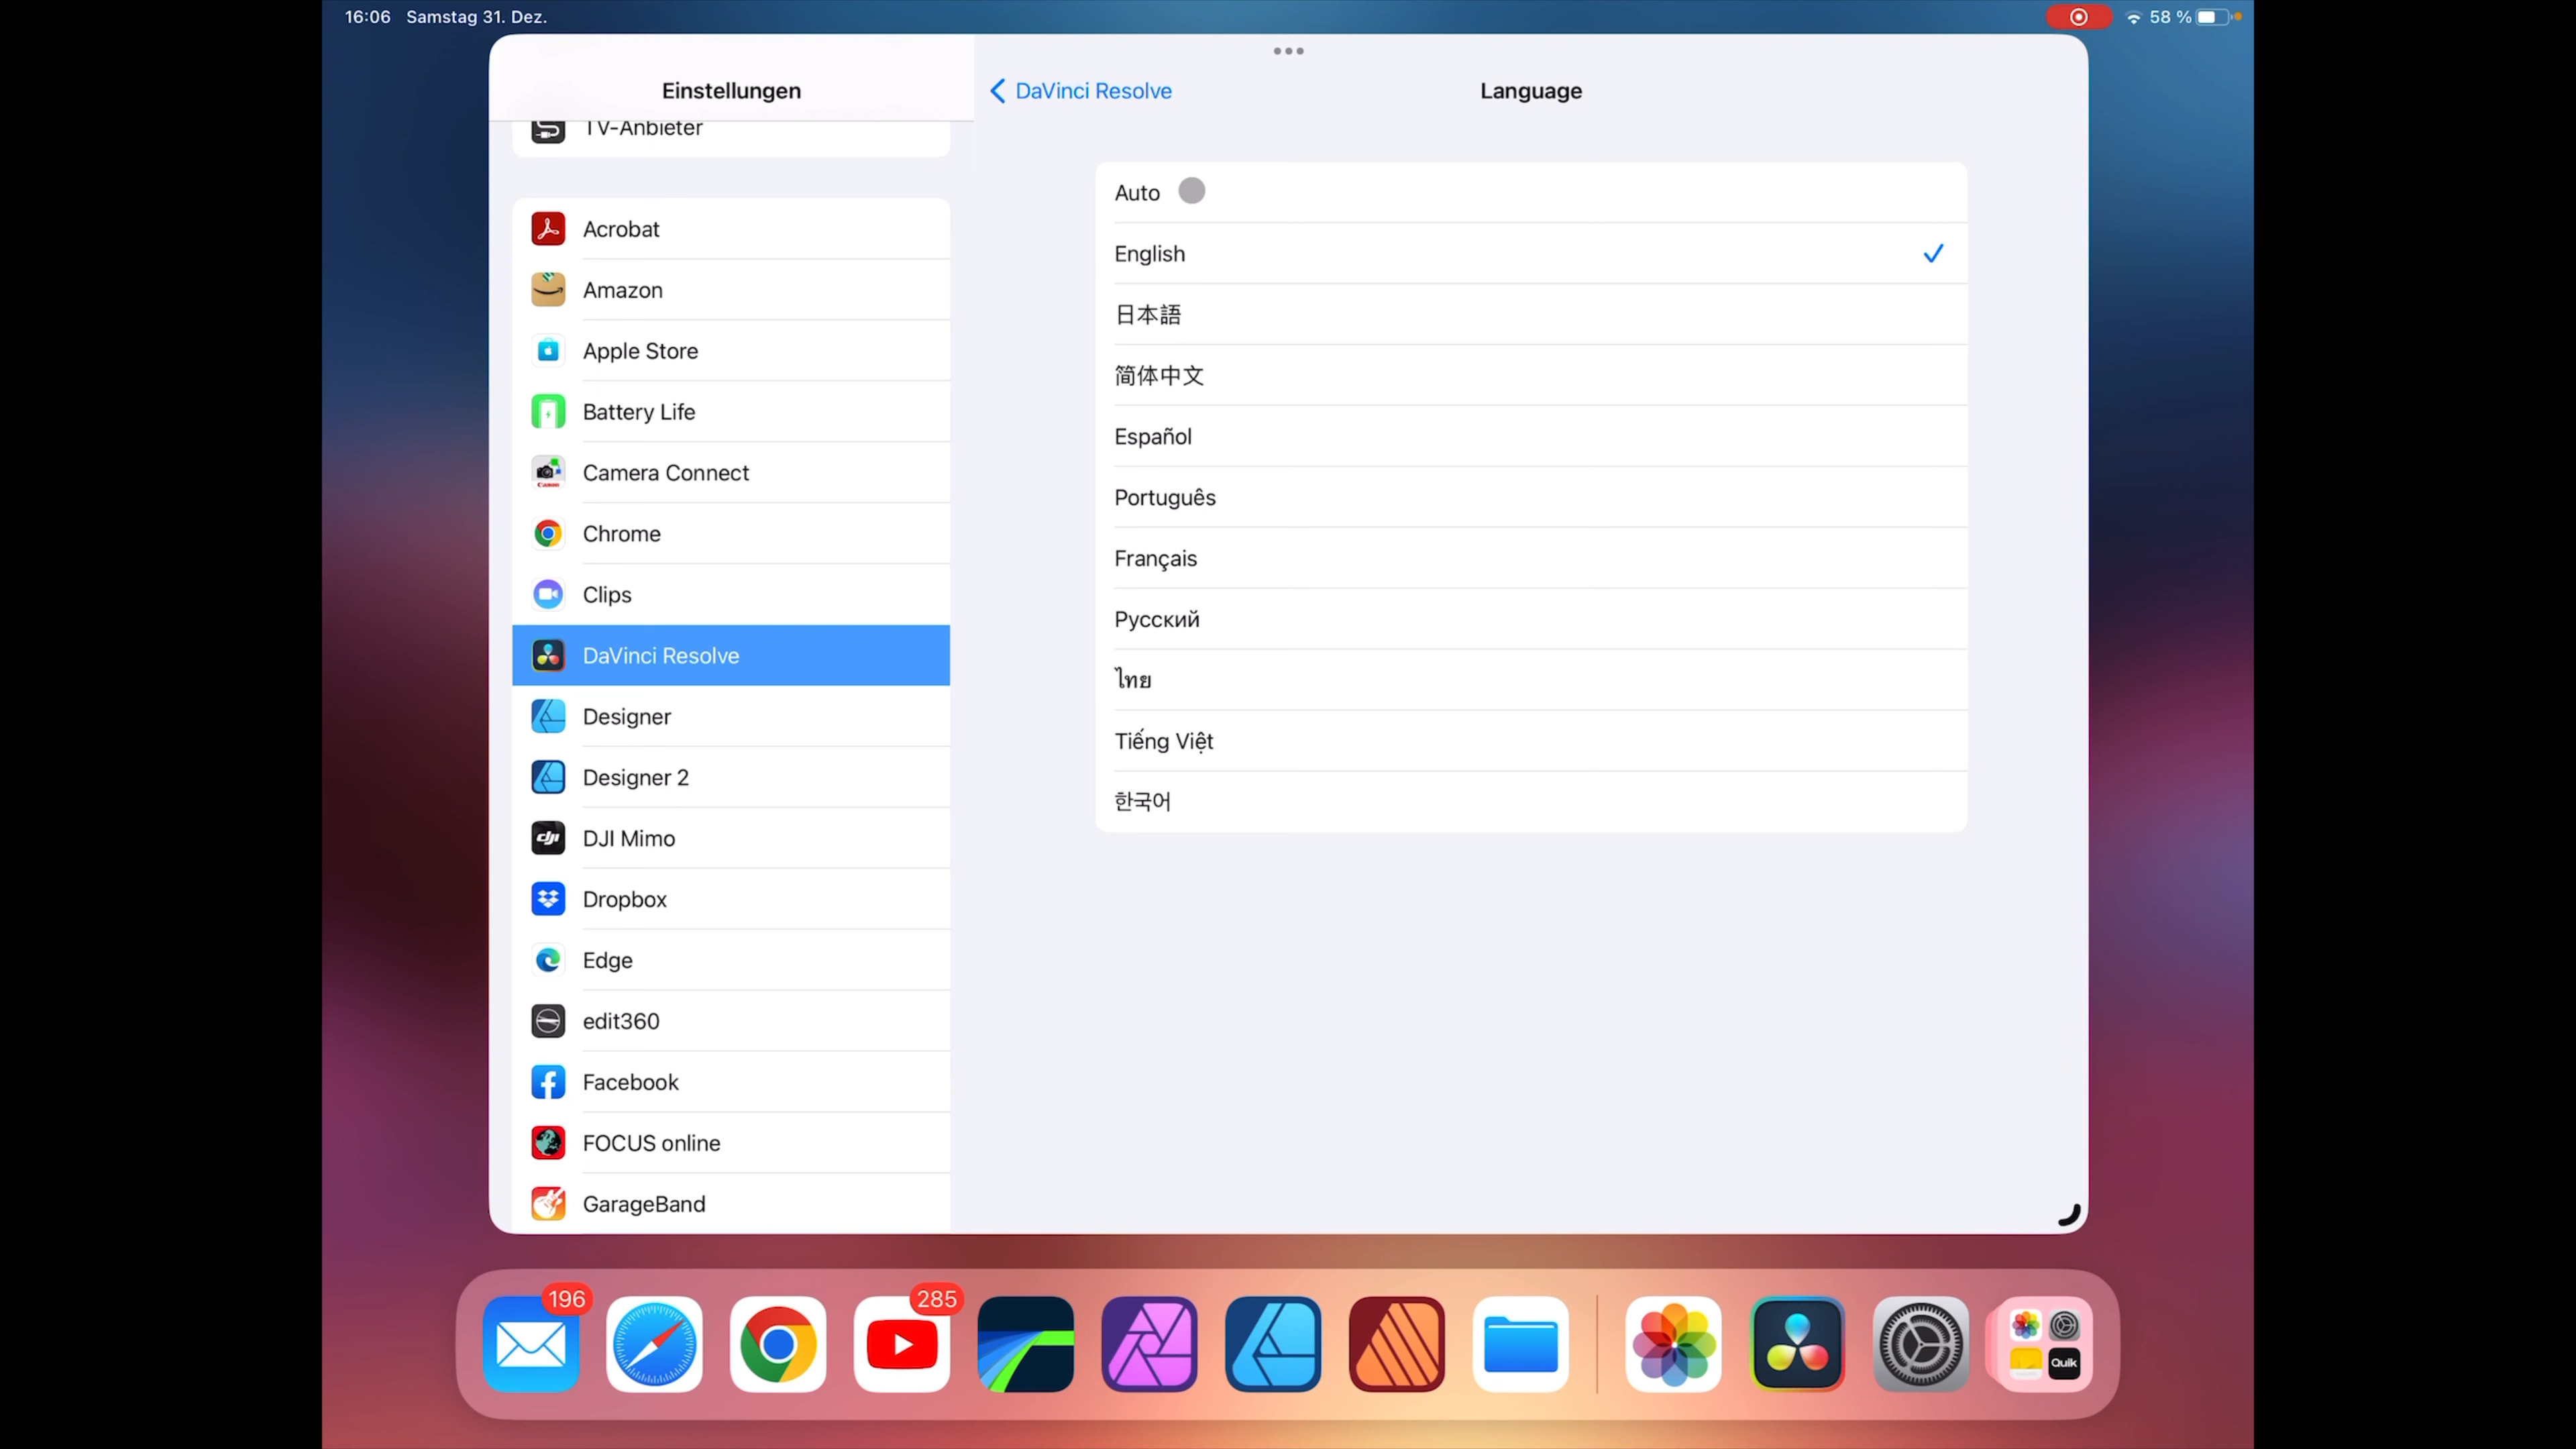 16:06 Samstag 31. Dez.
58 %
Einstellungen
TV-Anbieter
Acrobat
Amazon
Apple Store
Battery Life
Camera Connect
Canon
Chrome
Clips
DaVinci Resolve
Designer
Designer 2
DJI Mimo
dji
Dropbox
Edge
edit360
Facebook
FOCUS online
GarageBand
DaVinci Resolve
Language
Auto
English
日本語
简体中文
Español
Português
Français
Русский
ไทย
Tiếng Việt
한국어
196
285
Quik